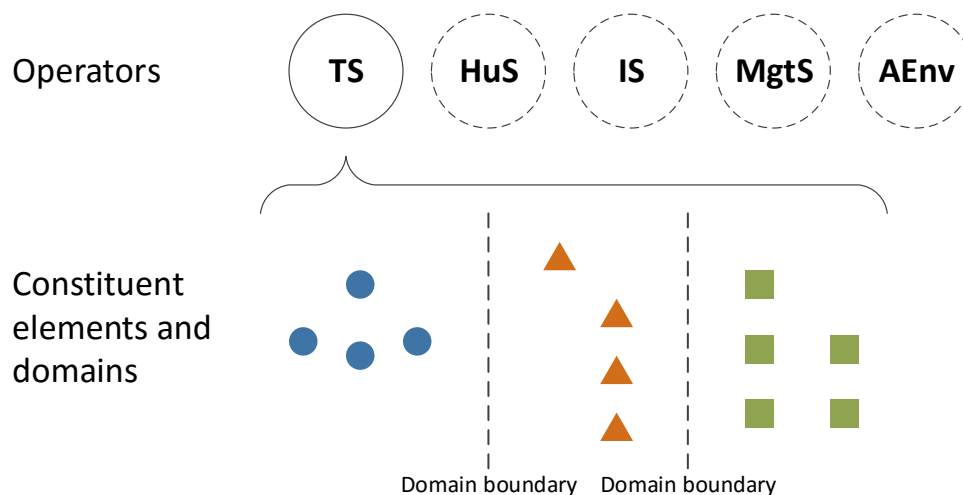 Operators
TS
HuS
IS
MgtS
AEnv
Constituent
elements and
domains
Domain boundary
Domain boundary